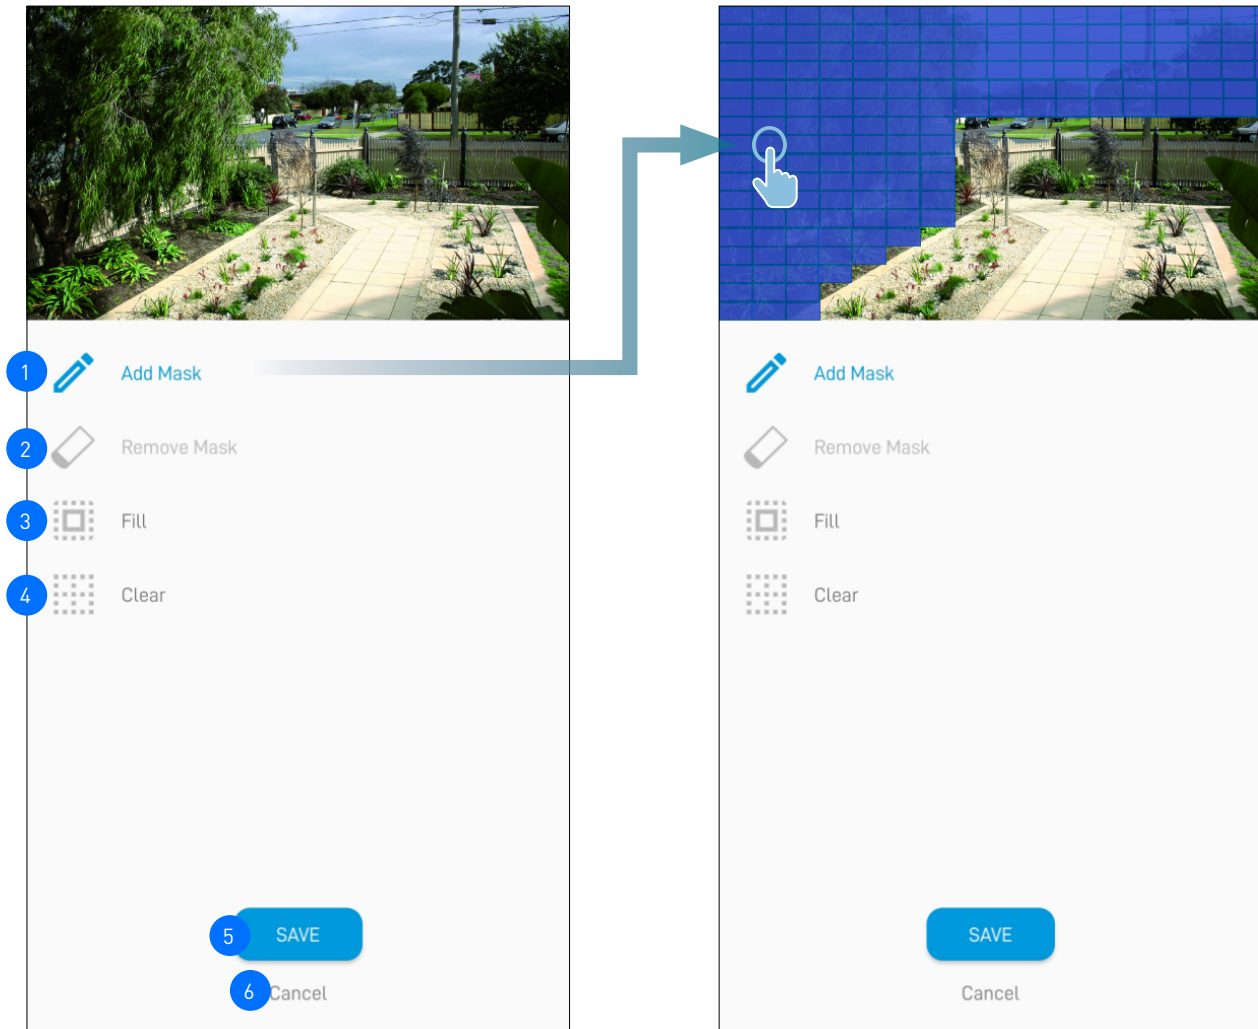 1 Add Mask
2 Remove Mask
3 Fill
4 Clear
5 SAVE
6 Cancel
Add Mask
Remove Mask
Fill
Clear
SAVE
Cancel